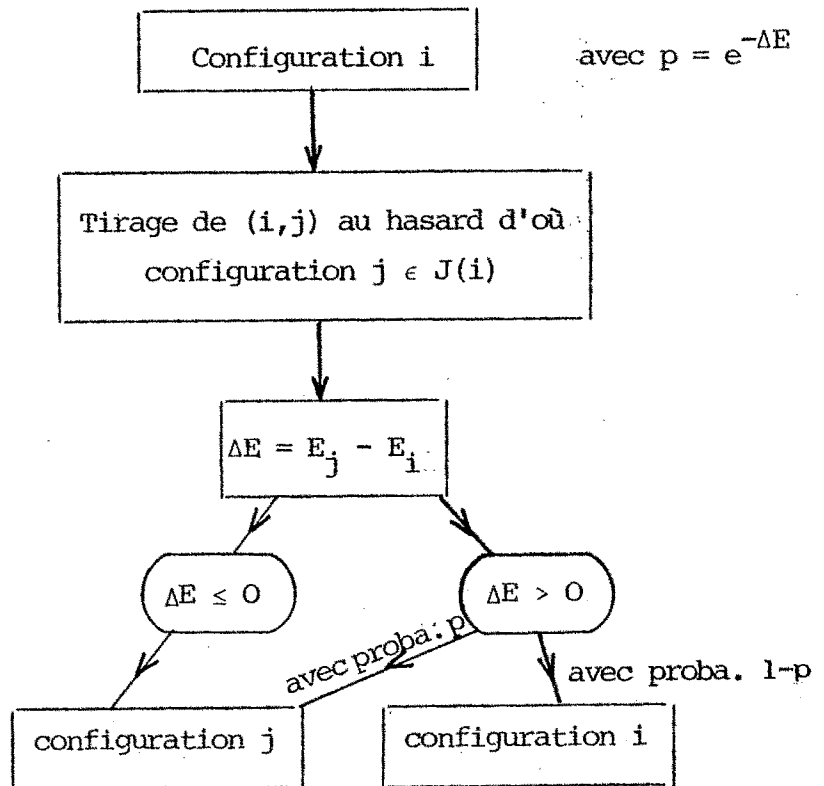 Configuration i
avec p = e^{-ΔE}
Tirage de (i,j) au hasard d'où
configuration j ϵ J(i)
ΔE = E_j - E_i
ΔE ≤ O
ΔE > O
avec proba. p
avec proba. 1-p
configuration j
configuration i